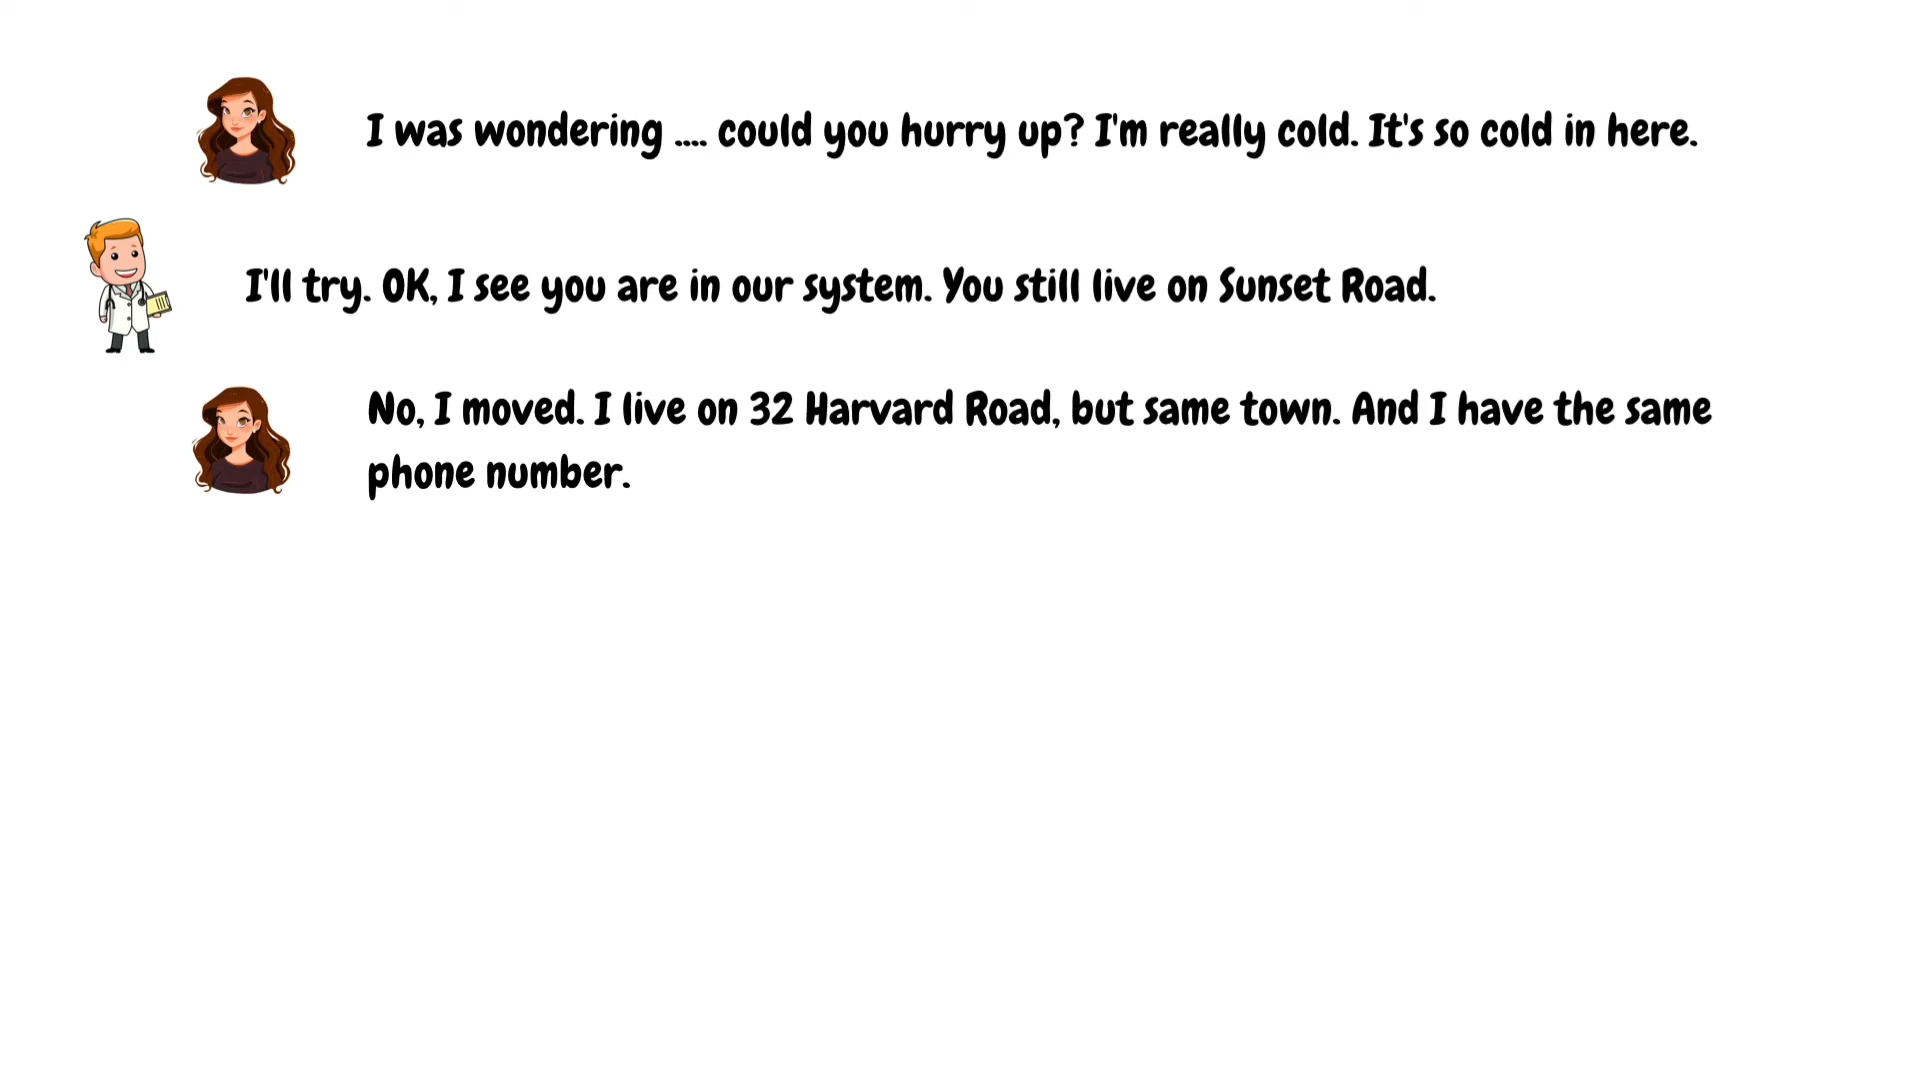 I was wondering .... could you hurry up? I'm really cold. It's so cold in here.
I'll try. OK, I see you are in our system. You still live on Sunset Road.
No, I moved. I live on 32 Harvard Road, but same town. And I have the same
phone number.